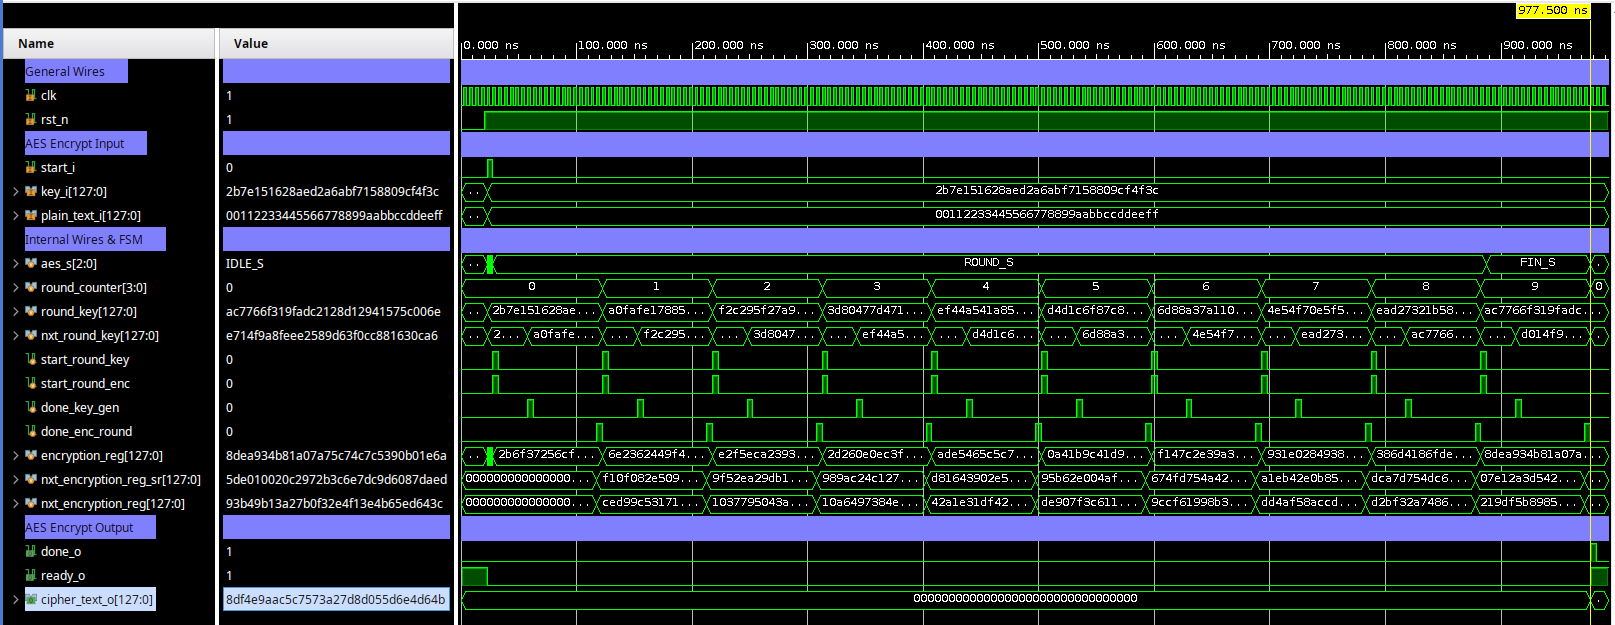 977.500 ns
Name Value 0.000 ns 100.000 ns 200.000 ns 300.000 ns 400.000 ns 500.000 ns 600.000 ns 700.000 ns 800.000 ns 900.000 ns
General Wires
clk 1
rst_n 1
AES Encrypt Input
start_i 0
key_i[127:0] 2b7e151628aed2a6abf7158809cf4f3c .. 2b7e151628aed2a6abf7158809cf4f3c
plain_text_i[127:0] 00112233445566778899aabbccddeeff .. 00112233445566778899aabbccddeeff
Internal Wires & FSM
aes_s[2:0] IDLE_S .. ROUND_S FIN_S .
round_counter[3:0] 0 0 1 2 3 4 5 6 7 8 9 0
round_key[127:0] ac7766f319fadc2128d12941575c006e .. 2b7e151628ae... a0fafe17885... f2c295f27a9... 3d80477d471... ef44a541a85... d4d1c6f87c8... 6d88a37a110... 4e54f70e5f5... ead27321b58... ac7766f319fadc...
nxt_round_key[127:0] e714f9a8feee2589d63f0cc881630ca6 .. 2... a0fafe... f2c295... 3d8047... ef44a5... d4d1c6... 6d88a3... 4e54f7... ead273... ac7766... d014f9...
start_round_key 0
start_round_enc 0
done_key_gen 0
done_enc_round 0
encryption_reg[127:0] 8dea934b81a07a75c74c7c5390b01e6a .. 2b6f37256cf... 6e2362449f4... e2f5eca2393... 2d260e0ec3f... ade5465c5c7... 0a41b9c41d9... f147c2e39a3... 931e0284938... 386d4186fde... 8dea934b81a07a...
nxt_encryption_reg_sr[127:0] 5de010020c2972b3c6e7dc9d6087daed 000000000000000... f10f082e509... 9f52ea29db1... 989ac24c127... d81643902e5... 95b62e004af... 674fd754a42... a1eb42e0b85... dca7d754dc6... 07e12a3d542... .
nxt_encryption_reg[127:0] 93b49b13a27b0f32e4f13e4b65ed643c 000000000000000... ced99c53171... 1037795043a... 10a6497384e... 42a1e31df42... de907f3c611... 9ccf61998b3... dd4af58accd... d2bf32a7486... 219df5b8985... .
AES Encrypt Output
done_o 1
ready_o 1
cipher_text_o[127:0] 8df4e9aac5c7573a27d8d055d6e4d64b 00000000000000000000000000000000 .